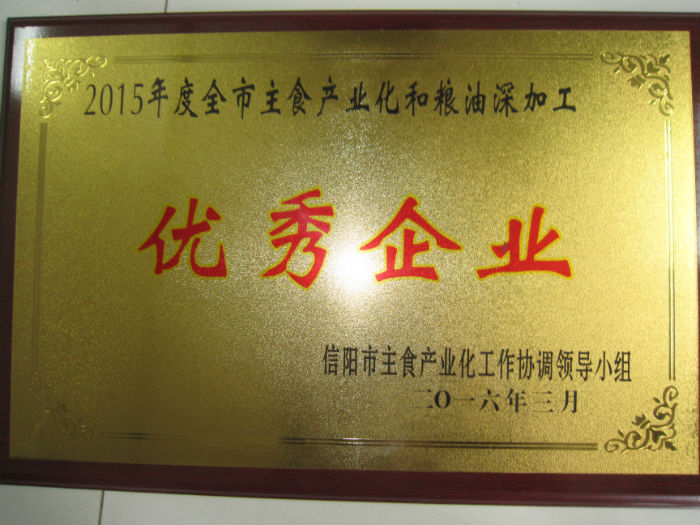 2015年度全市主食产业化和粮油深加工
优秀企业
信阳市主食产业化工作协调领导小组
二O一六年三月